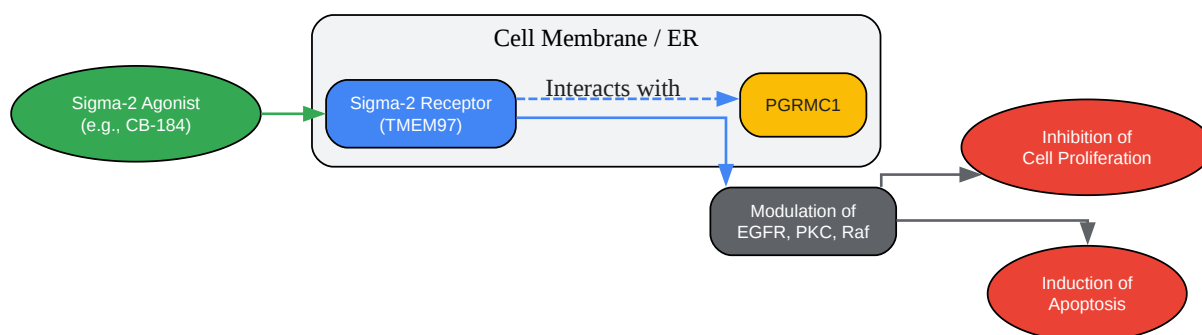 Cell Membrane / ER
Sigma-2 Agonist
(e.g., CB-184)
Sigma-2 Receptor
(TMEM97)
Interacts with
PGRMC1
Modulation of
EGFR, PKC, Raf
Inhibition of
Cell Proliferation
Induction of
Apoptosis